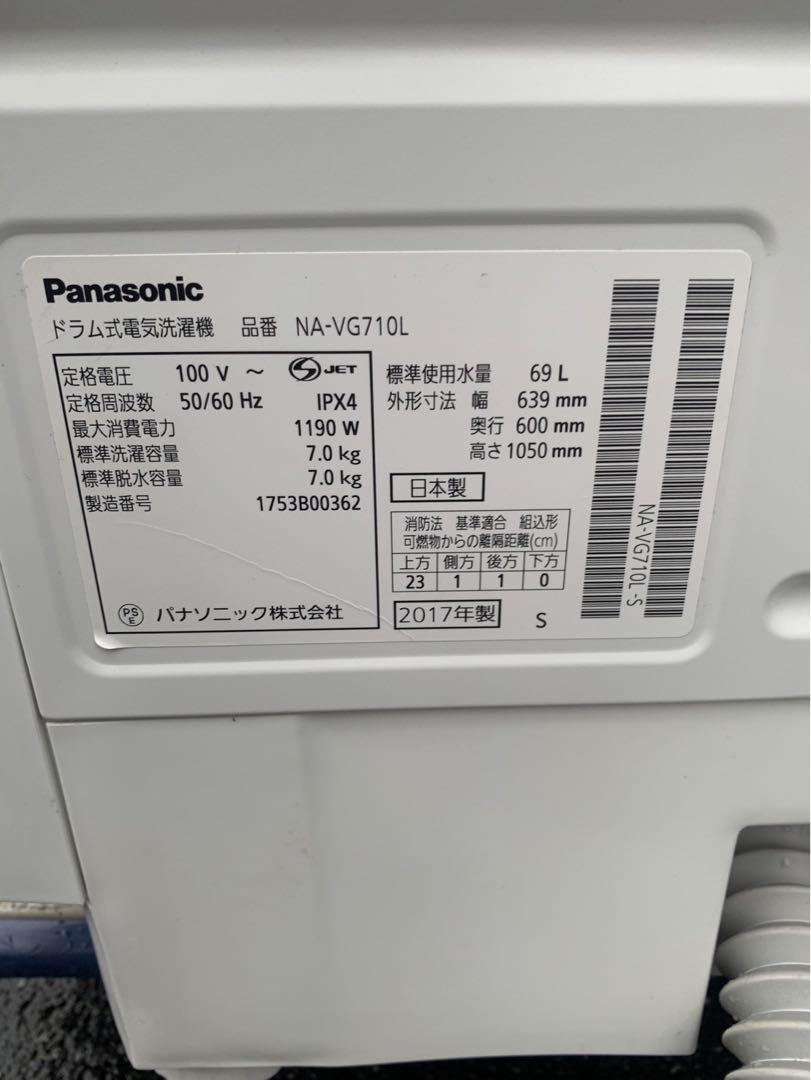 Panasonic
ドラム式電気洗濯機 品番 NA-VG710L
定格電圧 100 V ～ S JET
定格周波数 50/60 Hz IPX4
最大消費電力 1190 W
標準洗濯容量 7.0 kg
標準脱水容量 7.0 kg
製造番号 1753B00362
PS E パナソニック株式会社
標準使用水量 69 L
外形寸法 幅 639 mm
奥行 600 mm
高さ 1050 mm
日本製
消防法 基準適合 組込形
可燃物からの離隔距離(cm)
上方 側方 後方 下方
23 1 1 0
2017年製 S
NA-VG710L -S